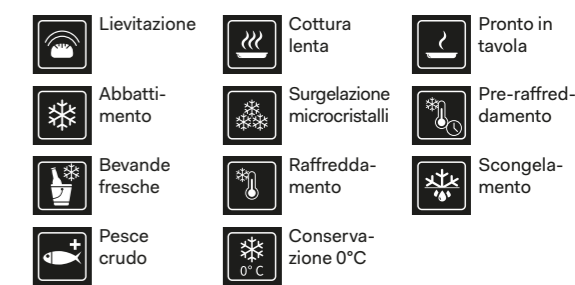 Lievitazione
Cottura
lenta
Pronto in
tavola
Abbatti-
mento
Surgelazione
microcristalli
Pre-raffred-
damento
Bevande
fresche
Raffredda-
mento
Scongela-
mento
Pesce
crudo
0° C
Conserva-
zione 0°C